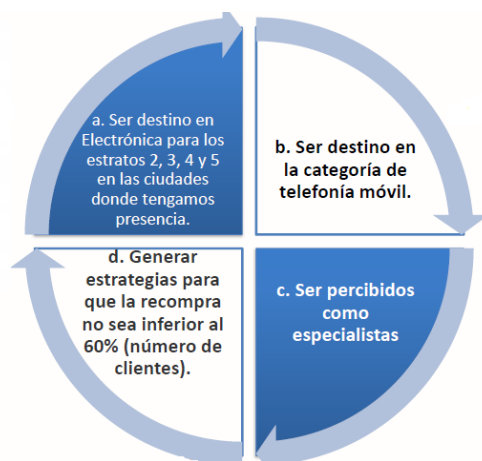 a. Ser destino en
Electrónica para los
estratos 2, 3, 4 y 5
en las ciudades
donde tengamos
presencia.
b. Ser destino en
la categoría de
telefonía móvil.
c. Ser percibidos
como
especialistas
d. Generar
estrategias para
que la recompra
no sea inferior al
60% (número de
clientes).